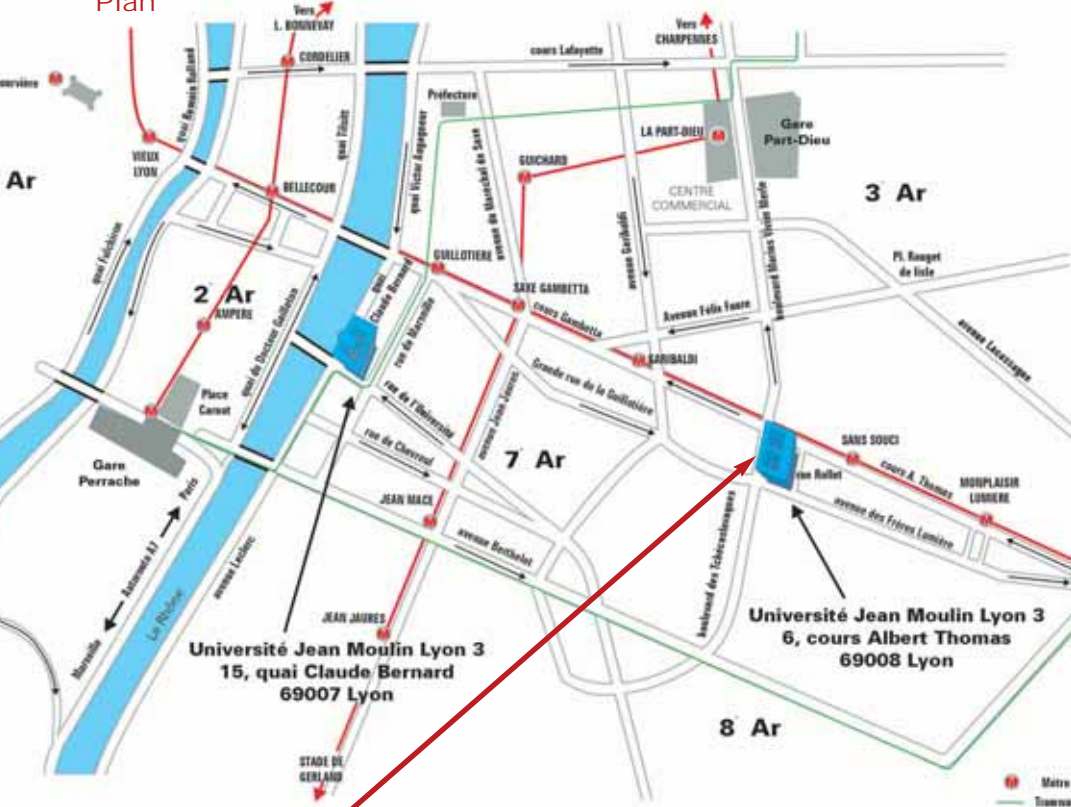 Plan
Vers
L. BONNEVAY
CORDELIER
Vers
CHARPENNES
cours Lafayette
quai Romain Rolland
quai Tilsitt
quai Victor Augagneur
Préfecture
avenue de Maréchal de Saxe
LA PART-DIEU
Gare
Part-Dieu
VIEUX
LYON
GUICHARD
Ar
BELLECOUR
CENTRE
COMMERCIAL
3 Ar
avenue Garibaldi
boulevard Marius Vivier Merle
quai Fulchiron
GUILLOTIERE
quai
Claude Bernard
Pl. Rouget
de lisle
2 Ar
AMPERE
SAXE GAMBETTA
cours Gambetta
Avenue Félix Faure
rue de Marseille
avenue Lacassagne
GARIBALDI
quai de Docteur Gailleton
Grande rue de la Guillotière
Place
Carnot
rue de l'Université
avenue Jean Jaures
rue de Chevreul
7 Ar
SANS SOUCI
Gare
Perrache
rue Rollet
cours A. Thomas
MONPLAISIR
LUMIERE
Paris
JEAN MACE
avenue des Frères Lumière
avenue Berthelot
Autoroute A7
avenue Leclerc
boulevard des Tchécoslovaques
Le Rhône
JEAN JAURES
Marseille
Université Jean Moulin Lyon 3
15, quai Claude Bernard
69007 Lyon
Université Jean Moulin Lyon 3
6, cours Albert Thomas
69008 Lyon
8 Ar
STADE DE
GERLAND
M Métro